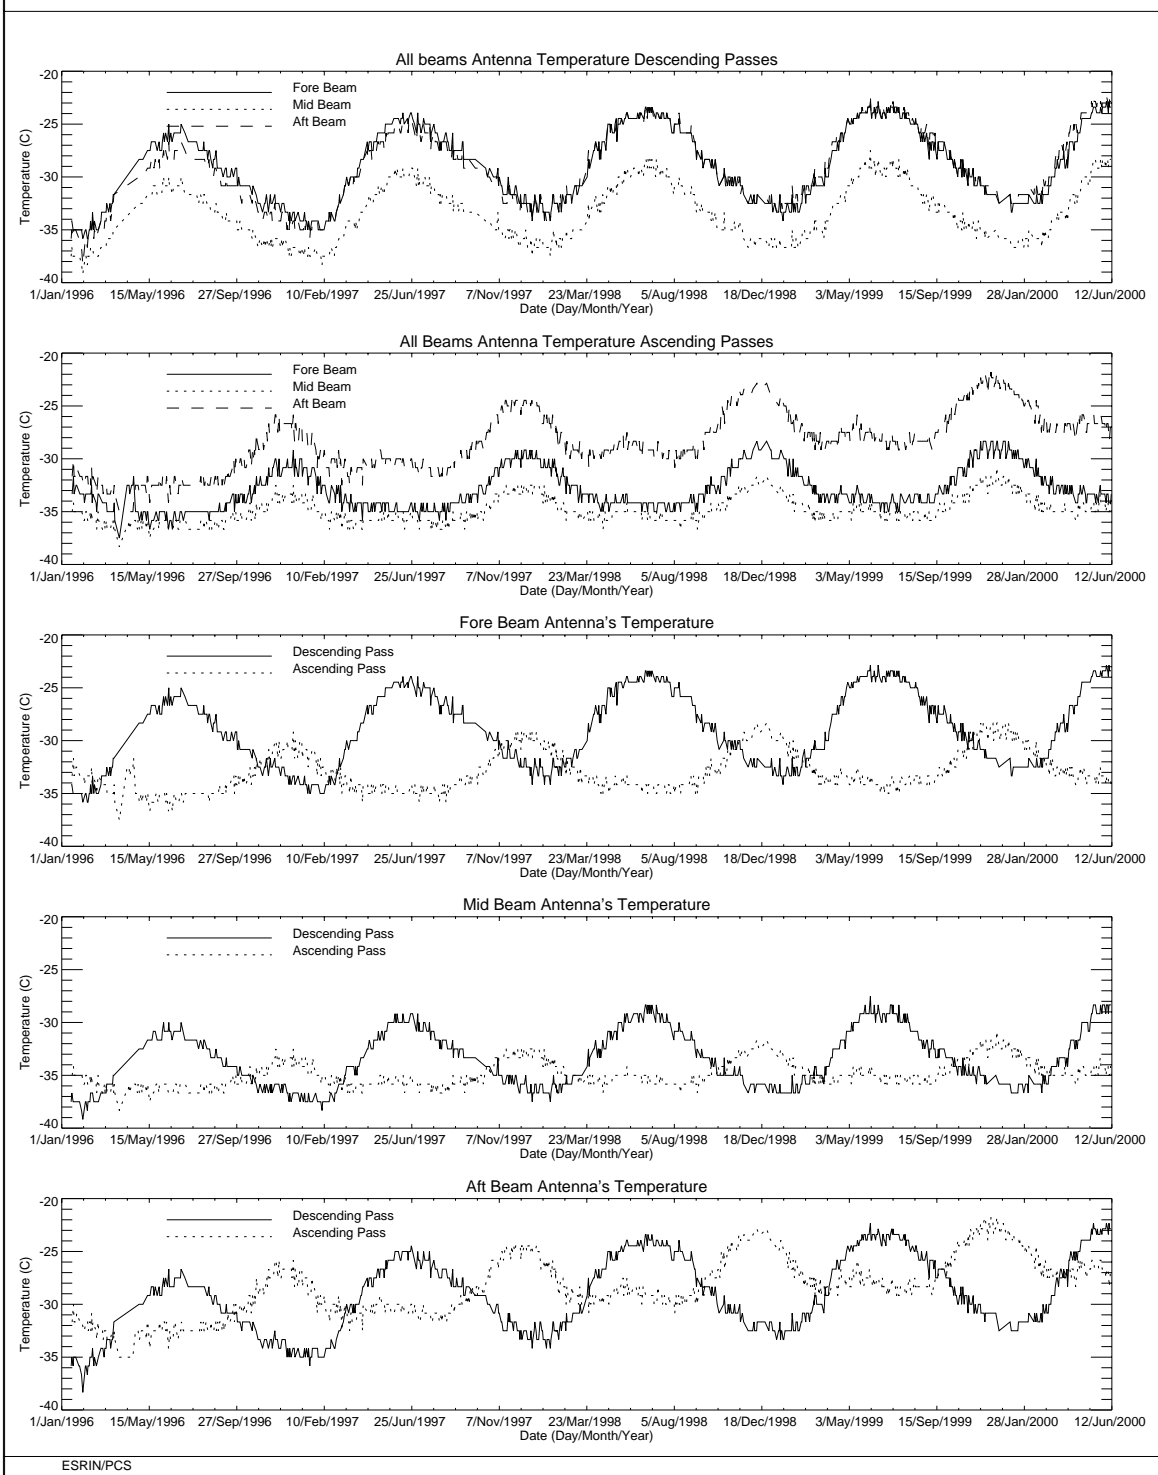 All beams Antenna Temperature Descending Passes
-20
-25
-30
-35
-40
Temperature (C)
Fore Beam
Mid Beam
Aft Beam
1/Jan/1996 15/May/1996 27/Sep/1996 10/Feb/1997 25/Jun/1997 7/Nov/1997 23/Mar/1998 5/Aug/1998 18/Dec/1998 3/May/1999 15/Sep/1999 28/Jan/2000 12/Jun/2000
Date (Day/Month/Year)
All Beams Antenna Temperature Ascending Passes
-20
-25
-30
-35
-40
Temperature (C)
Fore Beam
Mid Beam
Aft Beam
1/Jan/1996 15/May/1996 27/Sep/1996 10/Feb/1997 25/Jun/1997 7/Nov/1997 23/Mar/1998 5/Aug/1998 18/Dec/1998 3/May/1999 15/Sep/1999 28/Jan/2000 12/Jun/2000
Date (Day/Month/Year)
Fore Beam Antenna's Temperature
-20
-25
-30
-35
-40
Temperature (C)
Descending Pass
Ascending Pass
1/Jan/1996 15/May/1996 27/Sep/1996 10/Feb/1997 25/Jun/1997 7/Nov/1997 23/Mar/1998 5/Aug/1998 18/Dec/1998 3/May/1999 15/Sep/1999 28/Jan/2000 12/Jun/2000
Date (Day/Month/Year)
Mid Beam Antenna's Temperature
-20
-25
-30
-35
-40
Temperature (C)
Descending Pass
Ascending Pass
1/Jan/1996 15/May/1996 27/Sep/1996 10/Feb/1997 25/Jun/1997 7/Nov/1997 23/Mar/1998 5/Aug/1998 18/Dec/1998 3/May/1999 15/Sep/1999 28/Jan/2000 12/Jun/2000
Date (Day/Month/Year)
Aft Beam Antenna's Temperature
-20
-25
-30
-35
-40
Temperature (C)
Descending Pass
Ascending Pass
1/Jan/1996 15/May/1996 27/Sep/1996 10/Feb/1997 25/Jun/1997 7/Nov/1997 23/Mar/1998 5/Aug/1998 18/Dec/1998 3/May/1999 15/Sep/1999 28/Jan/2000 12/Jun/2000
Date (Day/Month/Year)
ESRIN/PCS